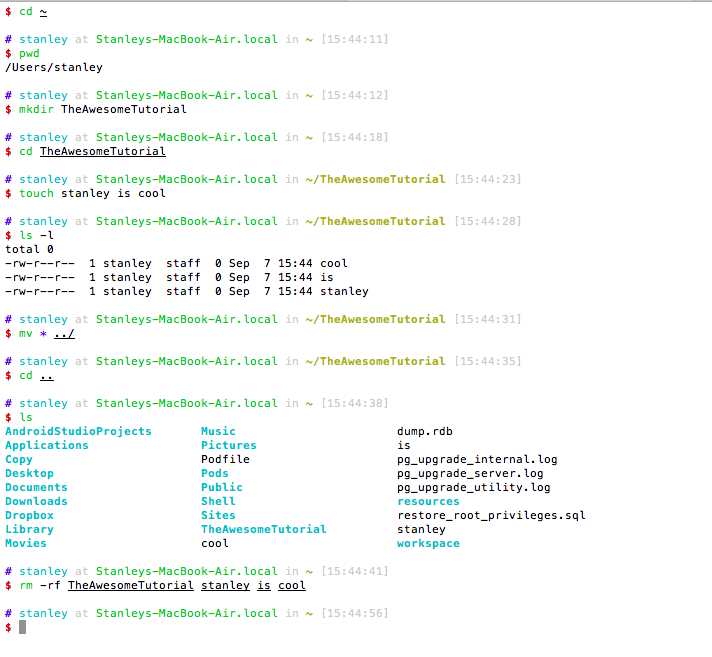 $ cd ~
# stanley at Stanleys-MacBook-Air.local in ~ [15:44:11]
$ pwd
/Users/stanley
# stanley at Stanleys-MacBook-Air.local in ~ [15:44:12]
$ mkdir TheAwesomeTutorial
# stanley at Stanleys-MacBook-Air.local in ~ [15:44:18]
$ cd TheAwesomeTutorial
# stanley at Stanleys-MacBook-Air.local in ~/TheAwesomeTutorial [15:44:23]
$ touch stanley is cool
# stanley at Stanleys-MacBook-Air.local in ~/TheAwesomeTutorial [15:44:28]
$ ls -l
total 0
-rw-r--r--  1 stanley  staff  0 Sep  7 15:44 cool
-rw-r--r--  1 stanley  staff  0 Sep  7 15:44 is
-rw-r--r--  1 stanley  staff  0 Sep  7 15:44 stanley
# stanley at Stanleys-MacBook-Air.local in ~/TheAwesomeTutorial [15:44:31]
$ mv * ../
# stanley at Stanleys-MacBook-Air.local in ~/TheAwesomeTutorial [15:44:35]
$ cd ..
# stanley at Stanleys-MacBook-Air.local in ~ [15:44:38]
$ ls
AndroidStudioProjects       Music                       dump.rdb
Applications                Pictures                    is
Copy                        Podfile                     pg_upgrade_internal.log
Desktop                     Pods                        pg_upgrade_server.log
Documents                   Public                      pg_upgrade_utility.log
Downloads                   Shell                       resources
Dropbox                     Sites                       restore_root_privileges.sql
Library                     TheAwesomeTutorial          stanley
Movies                      cool                        workspace
# stanley at Stanleys-MacBook-Air.local in ~ [15:44:41]
$ rm -rf TheAwesomeTutorial stanley is cool
# stanley at Stanleys-MacBook-Air.local in ~ [15:44:56]
$